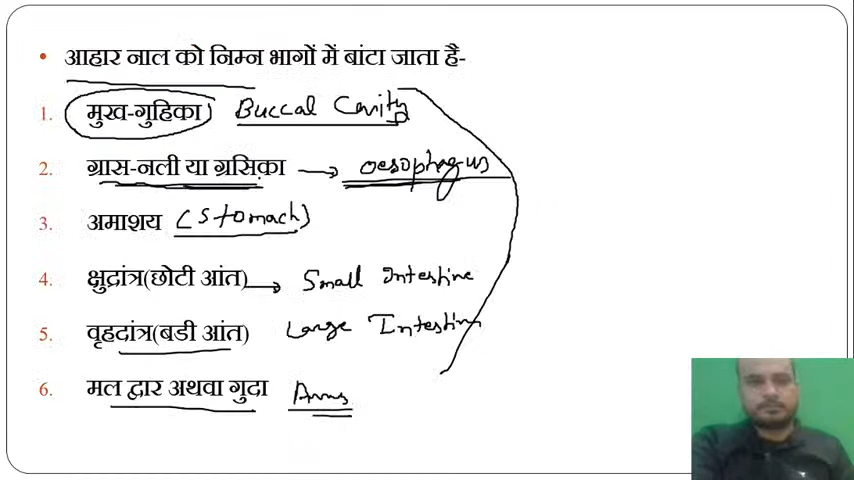 • आहार नाल को निम्न भागों में बांटा जाता है-
1. मुख-गुहिका Buccal Cavity
2. ग्रास-नली या ग्रसिका → oesophagus
3. अमाशय (Stomach)
4. क्षुद्रांत्र(छोटी आंत) → Small Intestine
5. वृहदांत्र(बडी आंत) Large Intestin
6. मल द्वार अथवा गुदा Anus